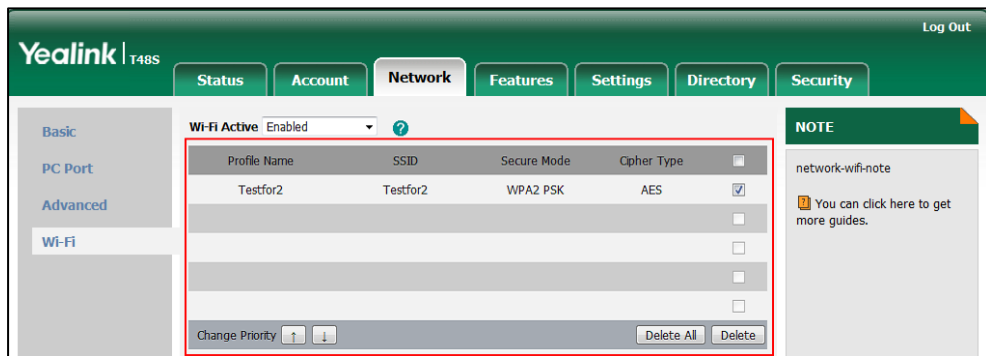 Log Out
Yealink T48S
Status Account Network Features Settings Directory Security
Basic
PC Port
Advanced
Wi-Fi
Wi-Fi Active Enabled ?
Profile Name SSID Secure Mode Cipher Type
Testfor2 Testfor2 WPA2 PSK AES
Change Priority ↑ ↓ Delete All Delete
NOTE
network-wifi-note
? You can click here to get
more guides.